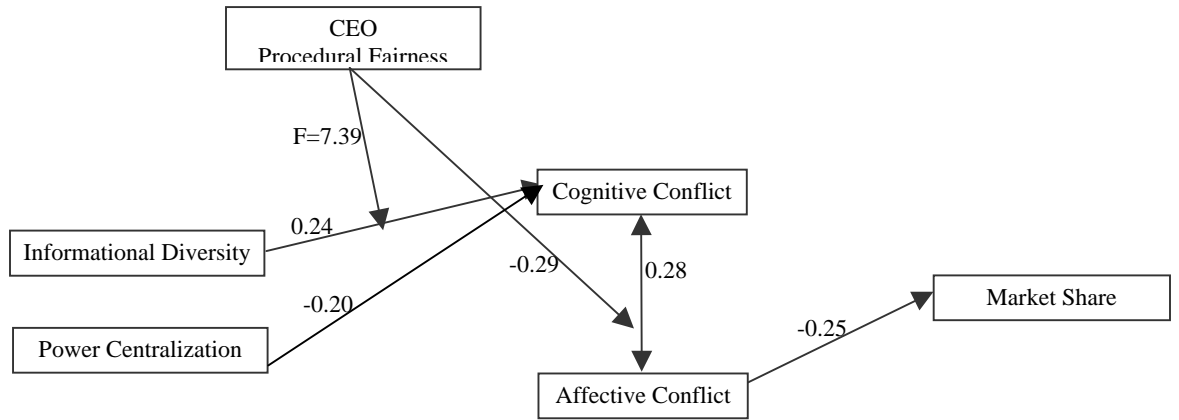 CEO
Procedural Fairness
F=7.39
Cognitive Conflict
0.24
Informational Diversity
-0.29
0.28
Market Share
-0.20
-0.25
Power Centralization
Affective Conflict